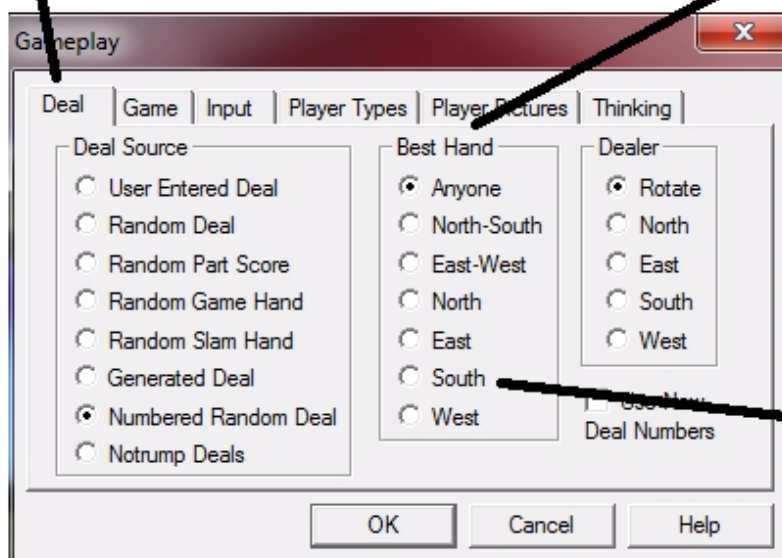 Gameplay
Deal Game Input Player Types Player Pictures Thinking
Deal Source
User Entered Deal
Random Deal
Random Part Score
Random Game Hand
Random Slam Hand
Generated Deal
Numbered Random Deal
Notrump Deals
Best Hand
Anyone
North-South
East-West
North
East
South
West
Dealer
Rotate
North
East
South
West
Use New
Deal Numbers
OK Cancel Help